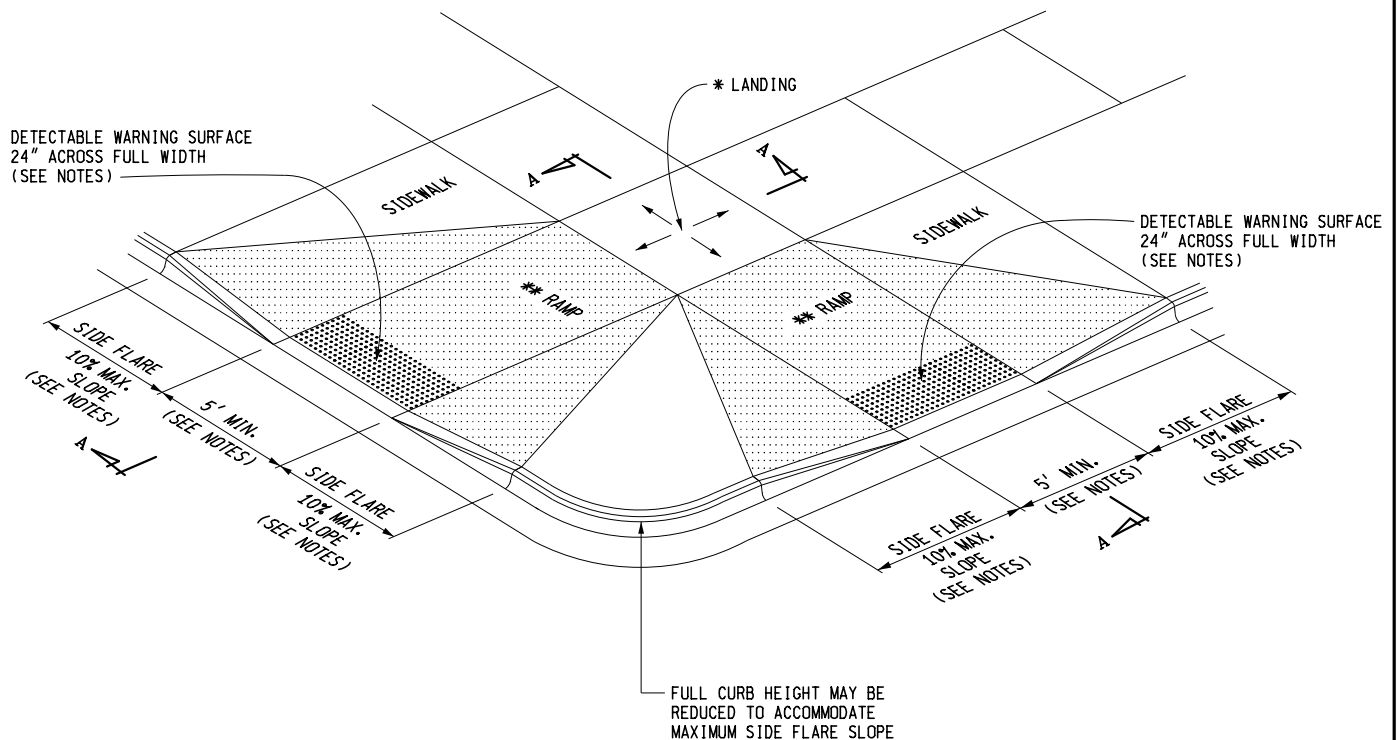 * LANDING
DETECTABLE WARNING SURFACE
24" ACROSS FULL WIDTH
(SEE NOTES)
A
A
SIDEWALK
SIDEWALK
DETECTABLE WARNING SURFACE
24" ACROSS FULL WIDTH
(SEE NOTES)
** RAMP
** RAMP
SIDE FLARE
10% MAX.
SLOPE
(SEE NOTES)
5' MIN.
(SEE NOTES)
SIDE FLARE
10% MAX.
SLOPE
(SEE NOTES)
A
SIDE FLARE
10% MAX.
SLOPE
(SEE NOTES)
5' MIN.
(SEE NOTES)
SIDE FLARE
10% MAX.
SLOPE
(SEE NOTES)
A
FULL CURB HEIGHT MAY BE
REDUCED TO ACCOMMODATE
MAXIMUM SIDE FLARE SLOPE